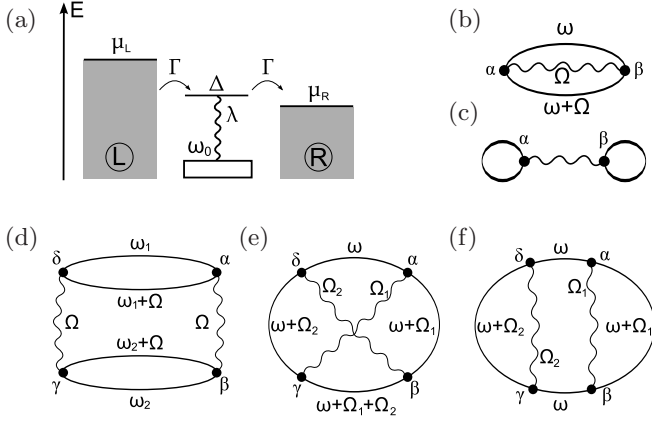 (a)
E
μL
Γ
Δ
Γ
μR
λ
ω0
L
R
(b)
ω
α
Ω
β
ω+Ω
(c)
α
β
(d)
ω1
δ
α
ω1+Ω
Ω
Ω
ω2+Ω
γ
β
ω2
(e)
ω
δ
α
Ω2
Ω1
ω+Ω2
ω+Ω1
γ
β
ω+Ω1+Ω2
(f)
ω
δ
α
Ω1
ω+Ω2
ω+Ω1
Ω2
γ
β
ω